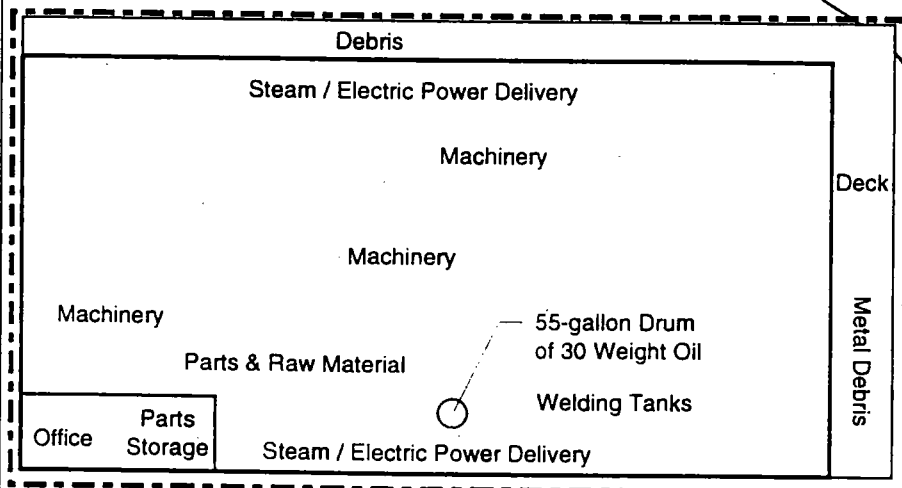 Debris
Steam / Electric Power Delivery
Machinery
Deck
Machinery
Machinery
55-gallon Drum
of 30 Weight Oil
Metal Debris
Parts & Raw Material
Welding Tanks
Office
Parts
Storage
Steam / Electric Power Delivery